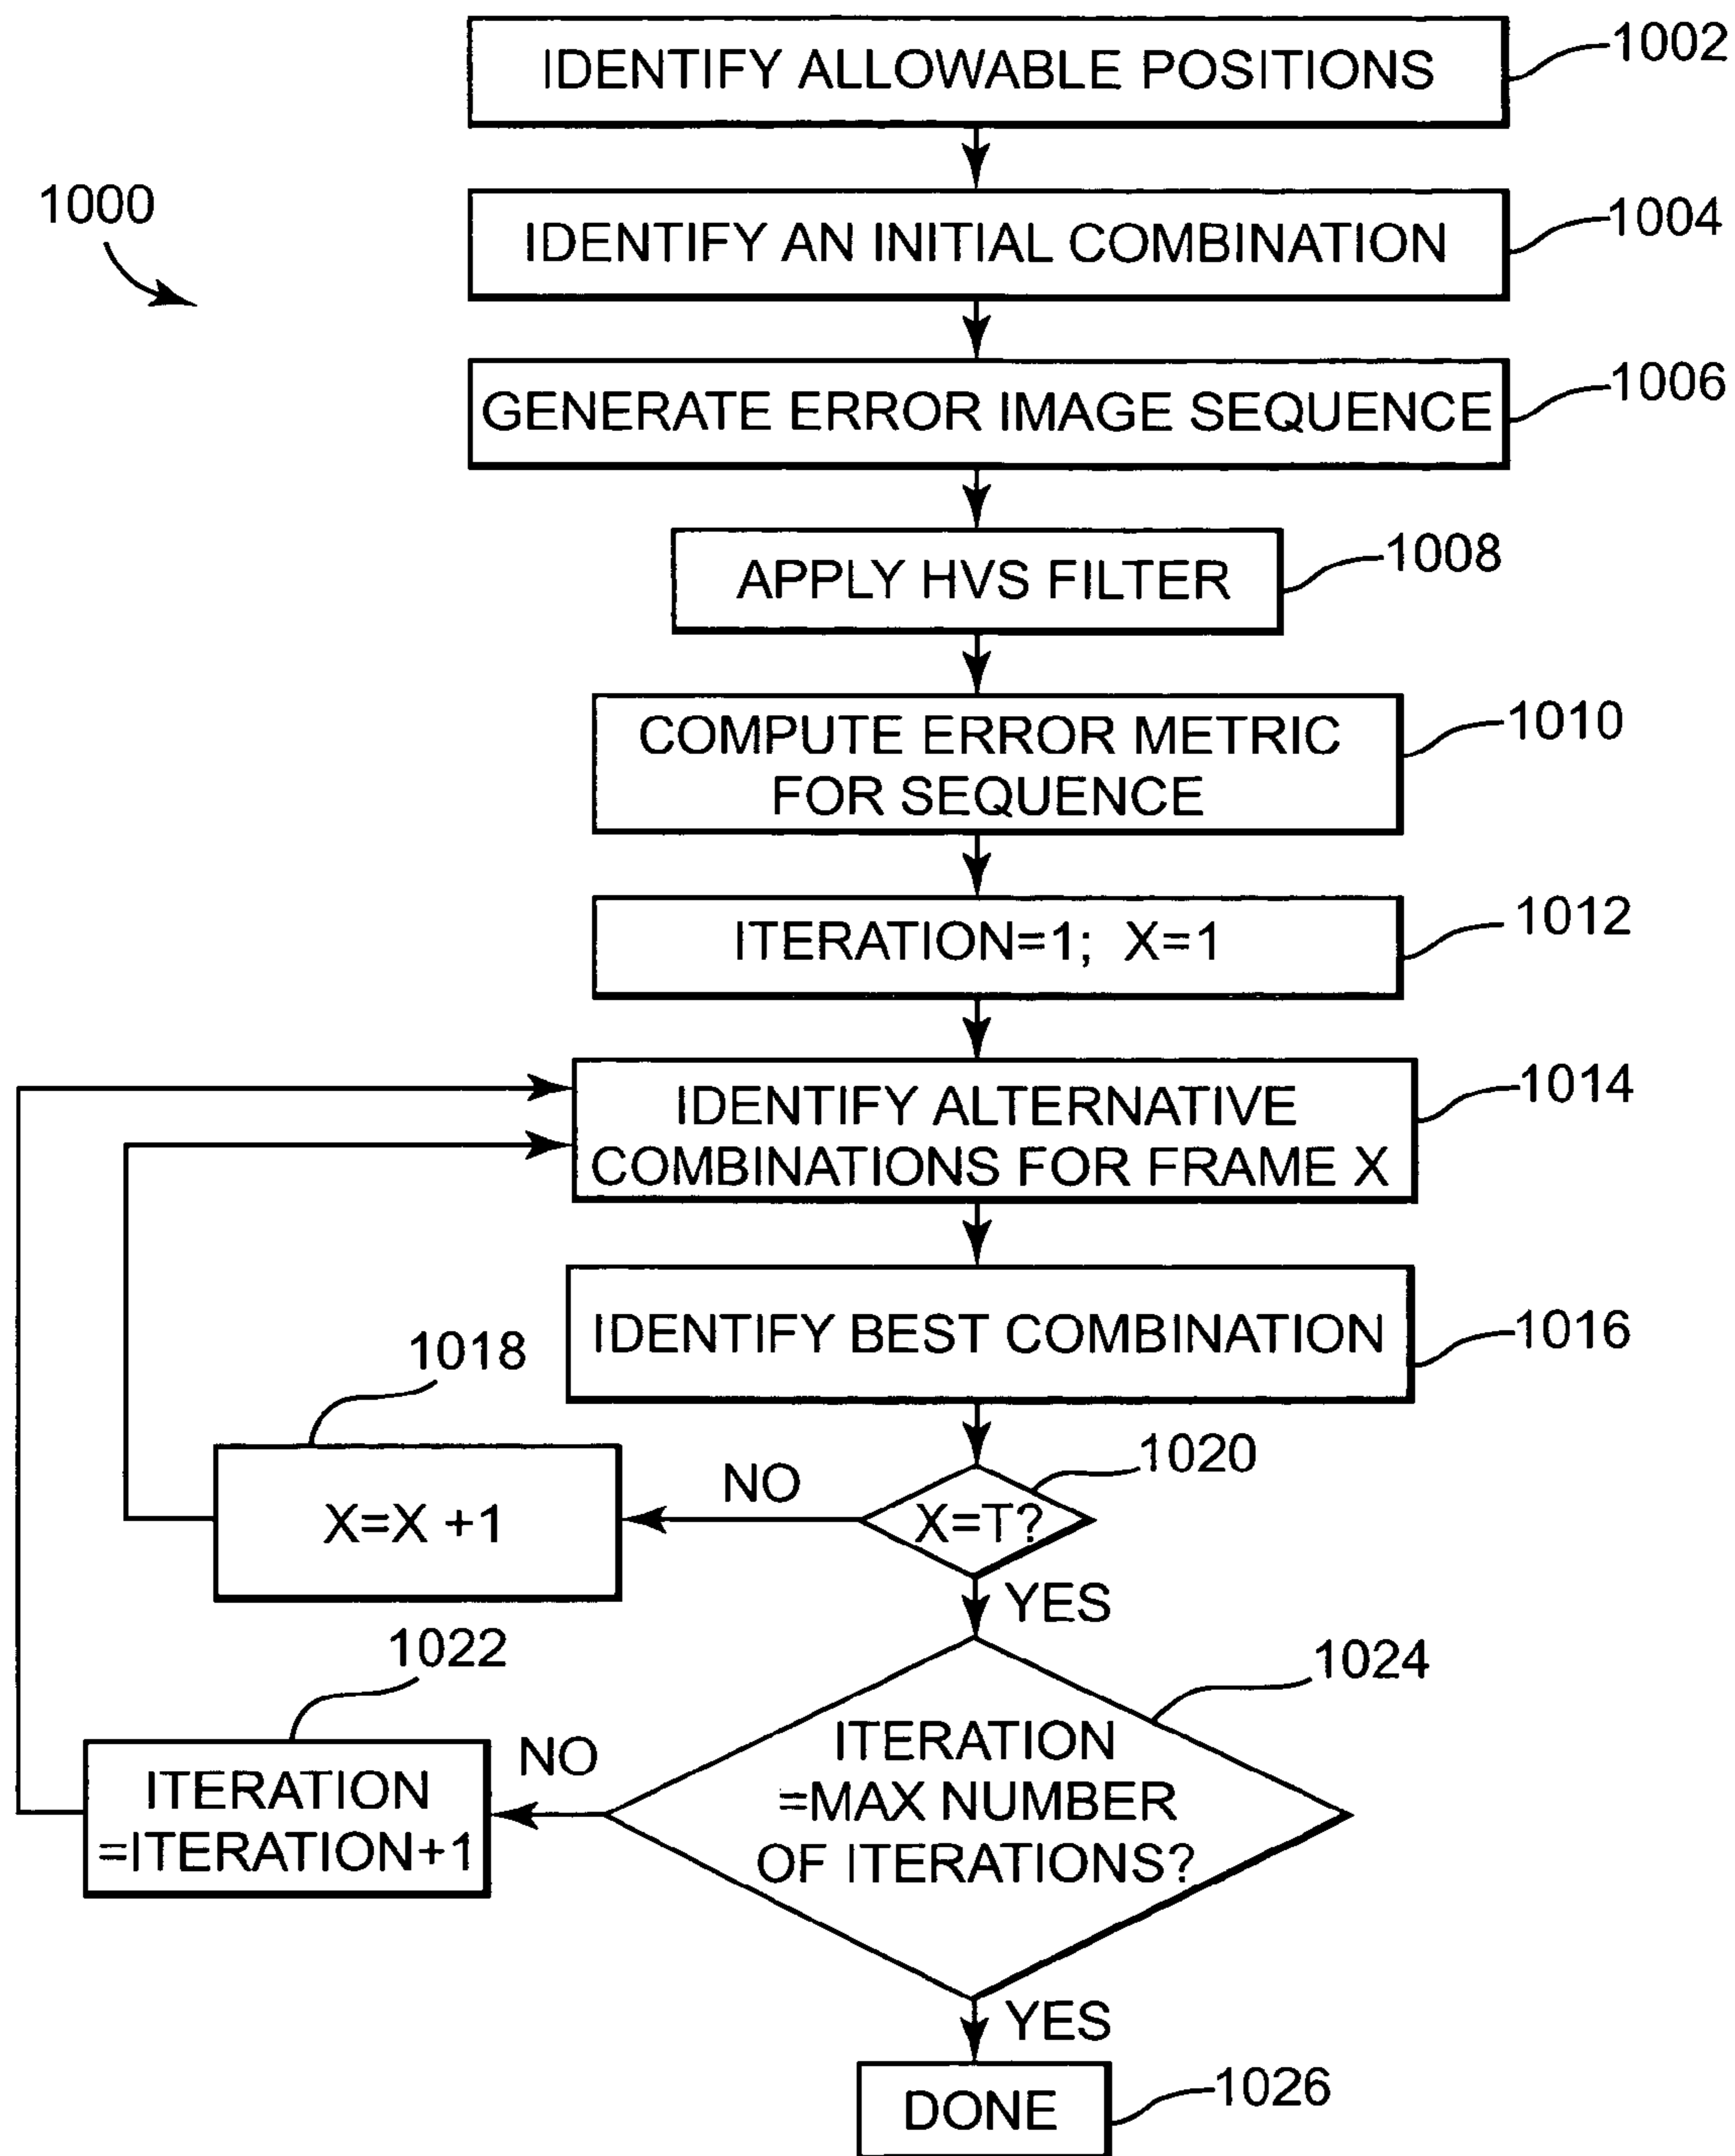 IDENTIFY ALLOWABLE POSITIONS
1002
1000
IDENTIFY AN INITIAL COMBINATION
1004
GENERATE ERROR IMAGE SEQUENCE
1006
APPLY HVS FILTER
1008
COMPUTE ERROR METRIC
FOR SEQUENCE
1010
ITERATION=1; X=1
1012
IDENTIFY ALTERNATIVE
COMBINATIONS FOR FRAME X
1014
IDENTIFY BEST COMBINATION
1016
1018
X=X +1
NO
X=T?
1020
YES
1022
ITERATION
=ITERATION+1
NO
ITERATION
=MAX NUMBER
OF ITERATIONS?
1024
YES
DONE
1026